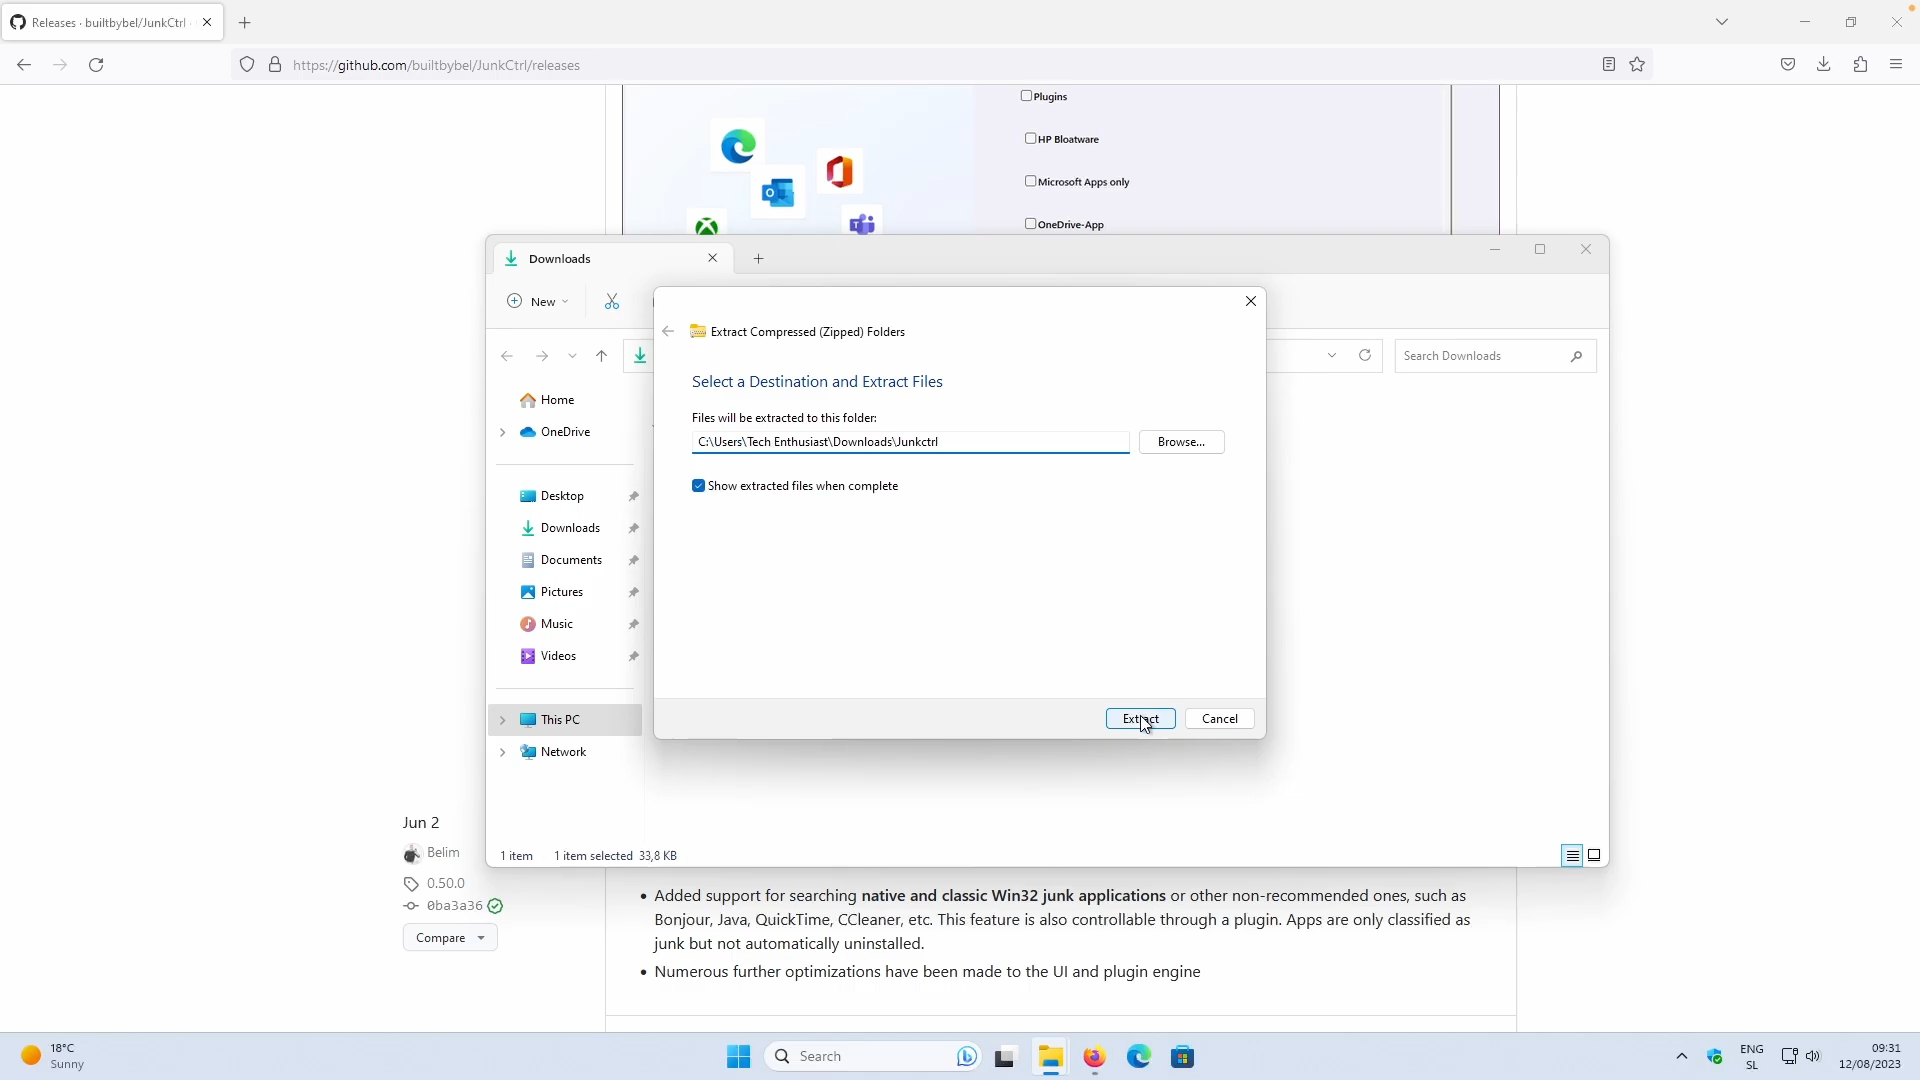 Releases · builtbybel/JunkCtrl
https://github.com/builtbybel/JunkCtrl/releases
Plugins
HP Bloatware
Microsoft Apps only
OneDrive-App
Downloads
New
Extract Compressed (Zipped) Folders
Search Downloads
Select a Destination and Extract Files
Home
Files will be extracted to this folder:
OneDrive
C:\Users\Tech Enthusiast\Downloads\Junkctrl
Browse...
Show extracted files when complete
Desktop
Downloads
Documents
Pictures
Music
Videos
This PC
Extract
Cancel
Network
Jun 2
Belim
1 item
1 item selected 33,8 KB
0.50.0
0ba3a36
Compare
• Added support for searching native and classic Win32 junk applications or other non-recommended ones, such as
Bonjour, Java, QuickTime, CCleaner, etc. This feature is also controllable through a plugin. Apps are only classified as
junk but not automatically uninstalled.
• Numerous further optimizations have been made to the UI and plugin engine
18°C
Sunny
Search
ENG
SL
09:31
12/08/2023